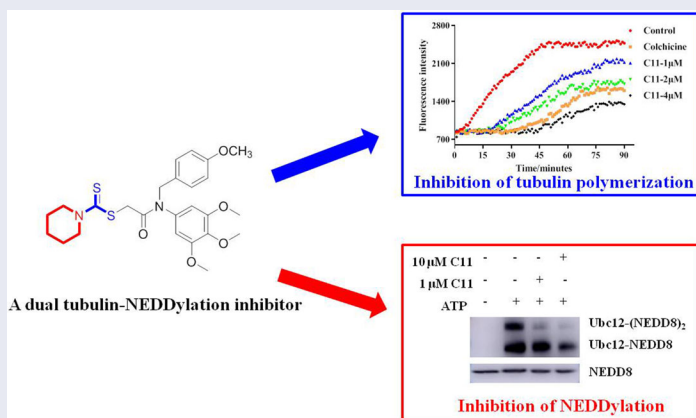 2800
2100
1400
700
Fluorescence intensity
0 15 30 45 60 75 90
Time/minutes
Control
Colchicine
C11-1μM
C11-2μM
C11-4μM
Inhibition of tubulin polymerization
OCH₃
S
N
S
N
O
O
O
O
A dual tubulin-NEDDylation inhibitor
10 μM C11 - - - +
1 μM C11 - - + -
ATP - + + +
Ubc12-(NEDD8)₂
Ubc12-NEDD8
NEDD8
Inhibition of NEDDylation